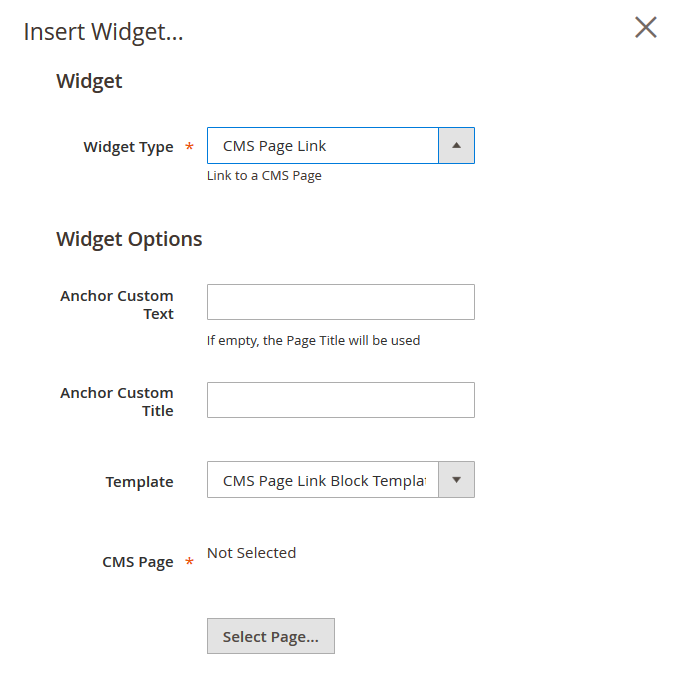 Insert Widget...
Widget
Widget Type *
CMS Page Link
Link to a CMS Page
Widget Options
Anchor Custom
Text
If empty, the Page Title will be used
Anchor Custom
Title
Template
CMS Page Link Block Templat
CMS Page *
Not Selected
Select Page...